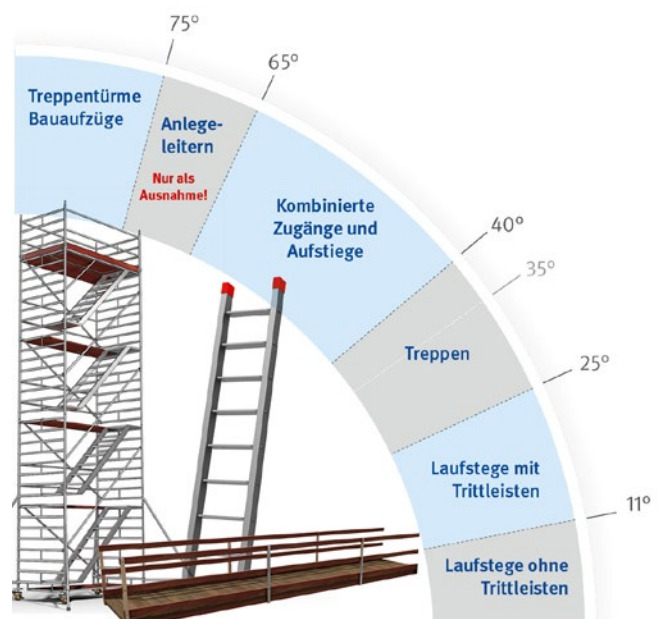 75°
65°
Treppentürme
Bauaufzüge
Anlege-
leitern
Nur als
Ausnahme!
Kombinierte
Zugänge und
Aufstiege
40°
35°
Treppen
25°
Laufstege mit
Trittleisten
11°
Laufstege ohne
Trittleisten